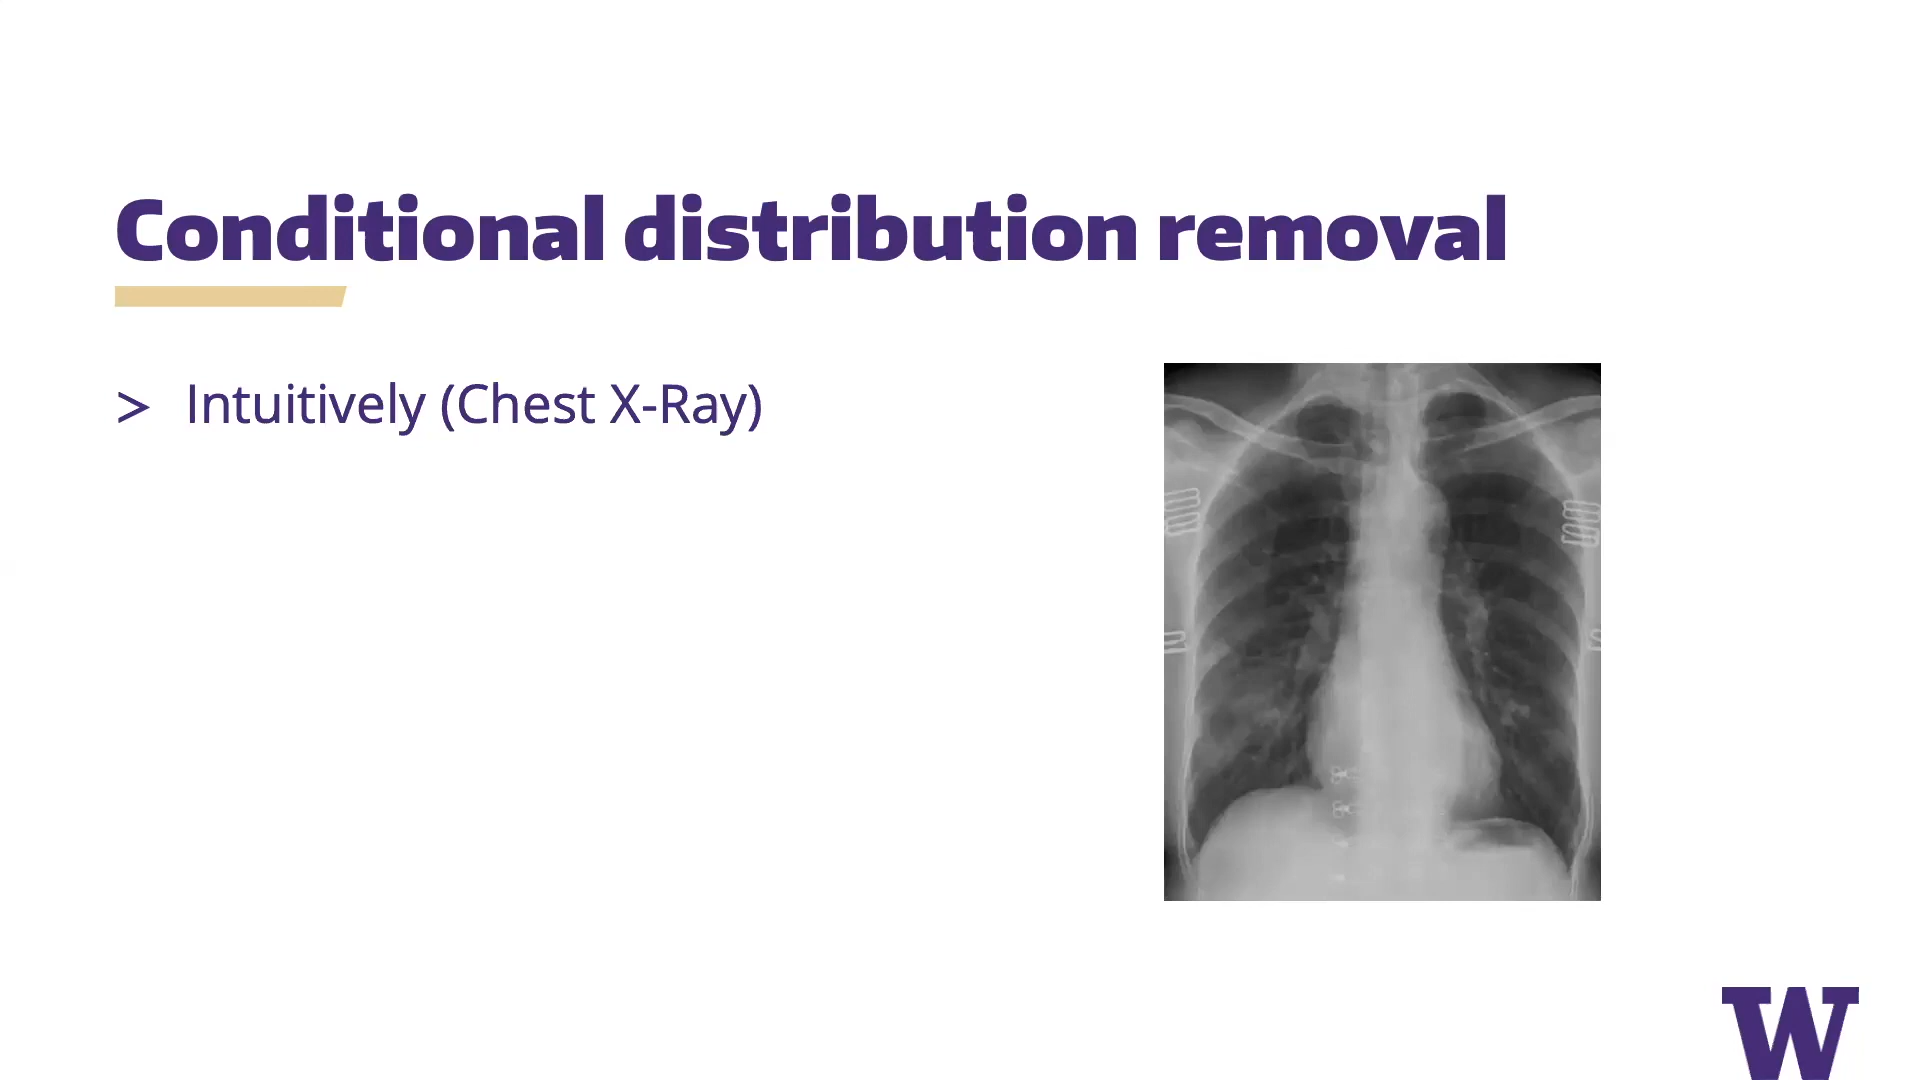 Conditional distribution removal
> Intuitively (Chest X-Ray)
W